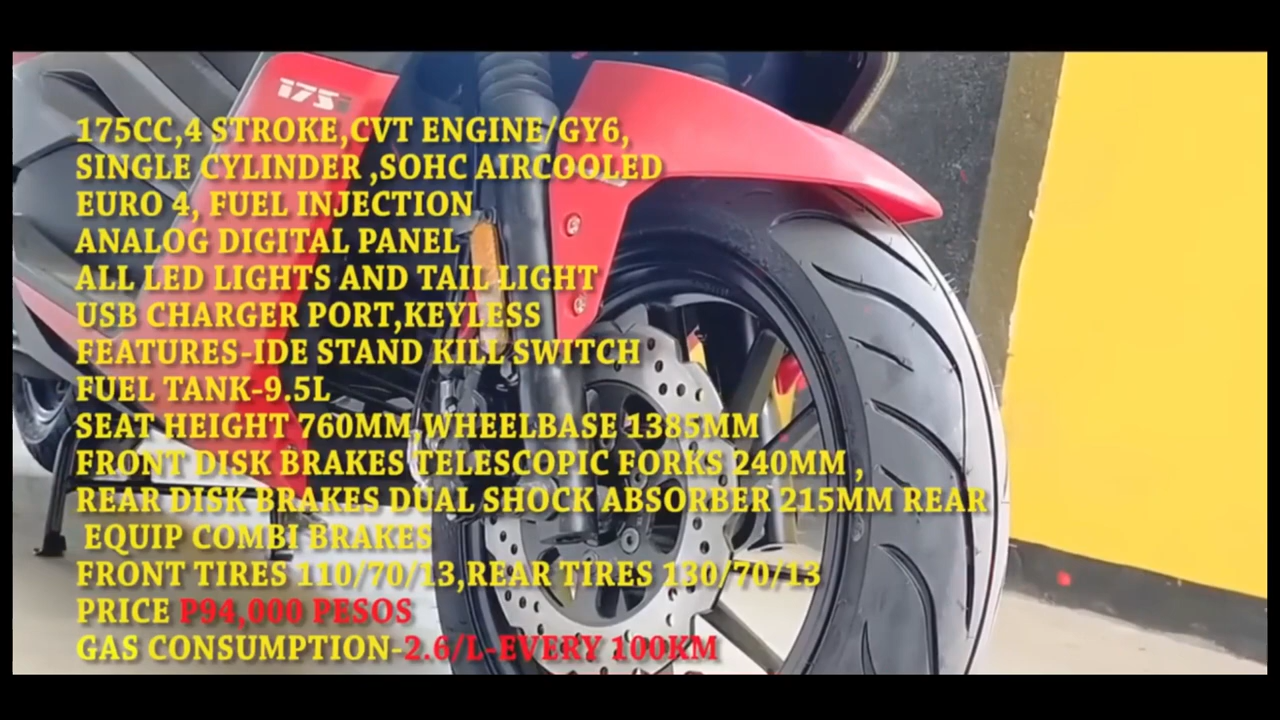 175i
175CC,4 STROKE,CVT ENGINE/GY6,
SINGLE CYLINDER ,SOHC AIRCOOLED
EURO 4, FUEL INJECTION
ANALOG DIGITAL PANEL
ALL LED LIGHTS AND TAIL LIGHT
USB CHARGER PORT,KEYLESS
FEATURES-IDE STAND KILL SWITCH
FUEL TANK-9.5L
SEAT HEIGHT 760MM,WHEELBASE 1385MM
FRONT DISK BRAKES TELESCOPIC FORKS 240MM ,
REAR DISK BRAKES DUAL SHOCK ABSORBER 215MM REAR
EQUIP COMBI BRAKES
FRONT TIRES 110/70/13,REAR TIRES 130/70/13
PRICE P94,000 PESOS
GAS CONSUMPTION-2.6/L-EVERY 100KM